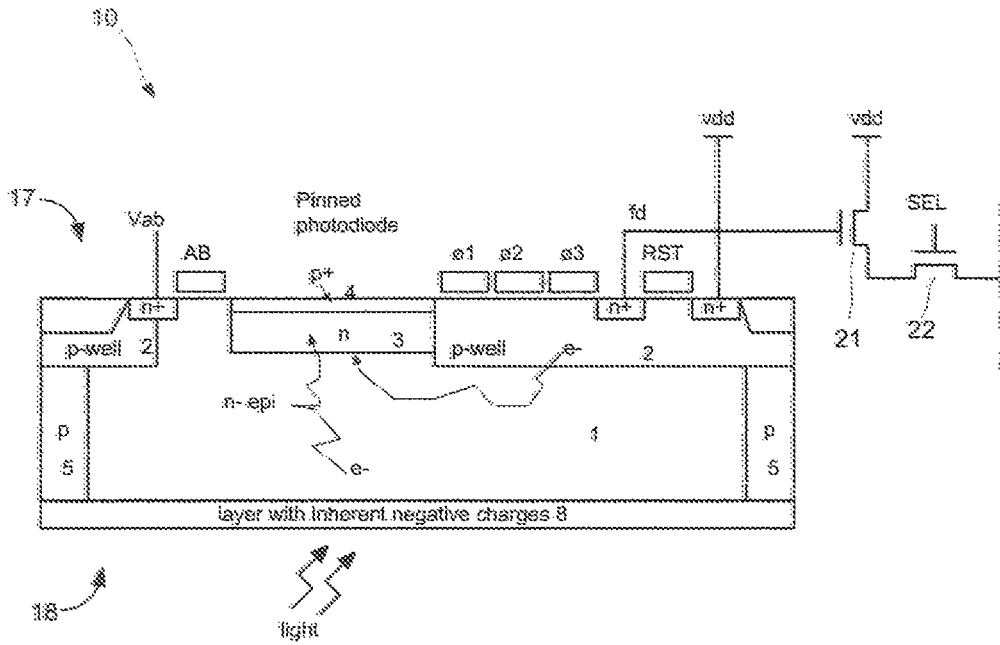 10
vdd
vdd
17
Vab
Pinned
photodiode
fd
SEL
AB
ø1 ø2 ø3
RST
p+
4
n+
n+
n+
21
22
p-well 2
n 3
p-well
2
e-
n- epi
p
5
1
p
5
e-
layer with inherent negative charges 8
18
light